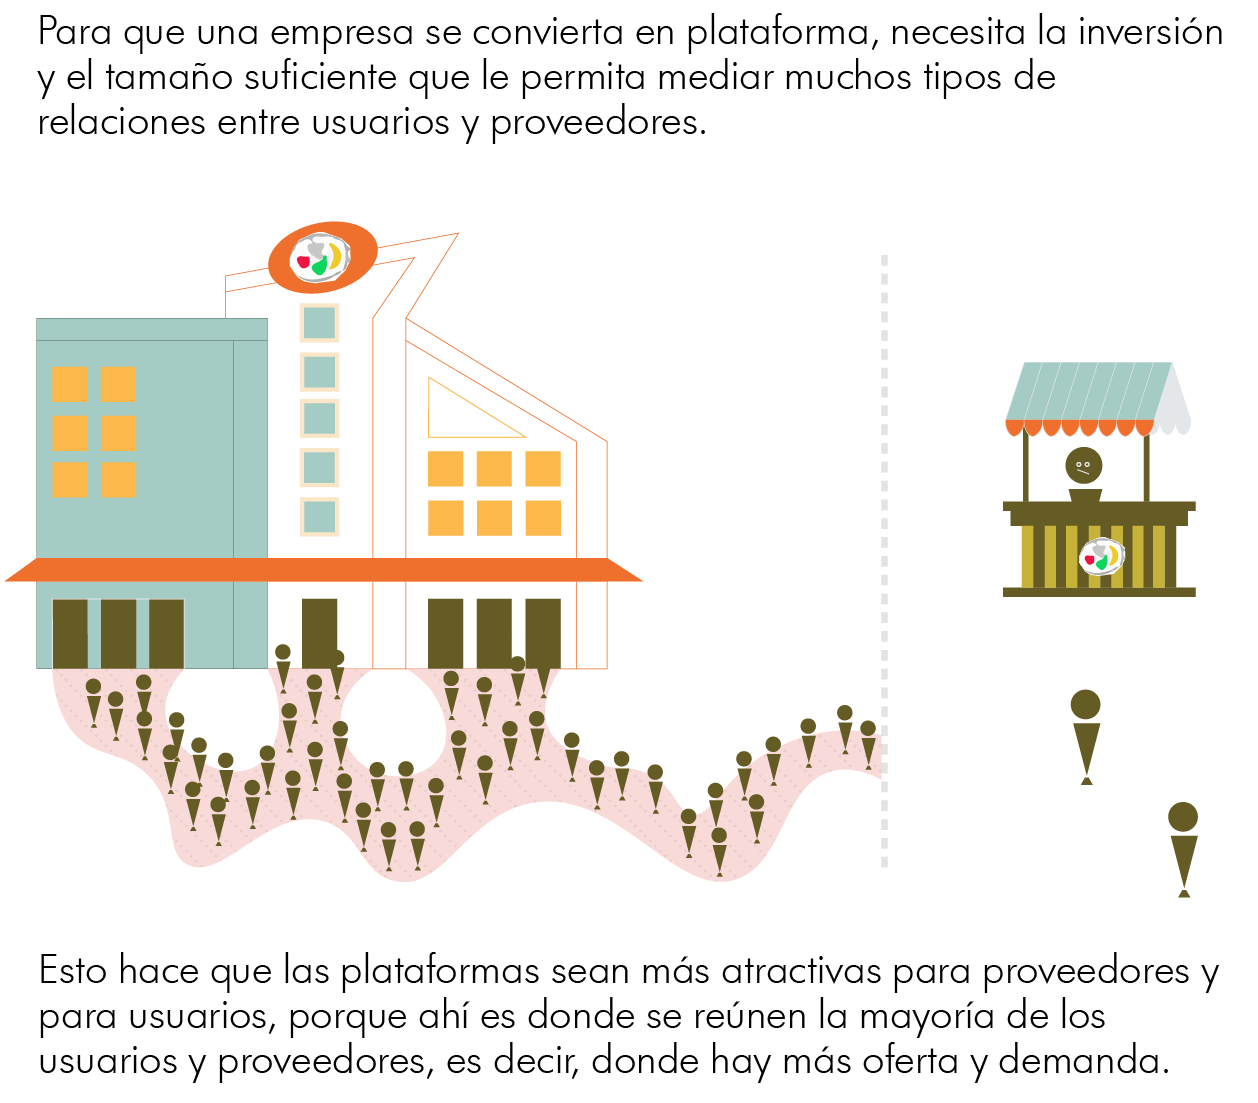 Para que una empresa se convierta en plataforma, necesita la inversión
y el tamaño suficiente que le permita mediar muchos tipos de
relaciones entre usuarios y proveedores.
Esto hace que las plataformas sean más atractivas para proveedores y
para usuarios, porque ahí es donde se reúnen la mayoría de los
usuarios y proveedores, es decir, donde hay más oferta y demanda.